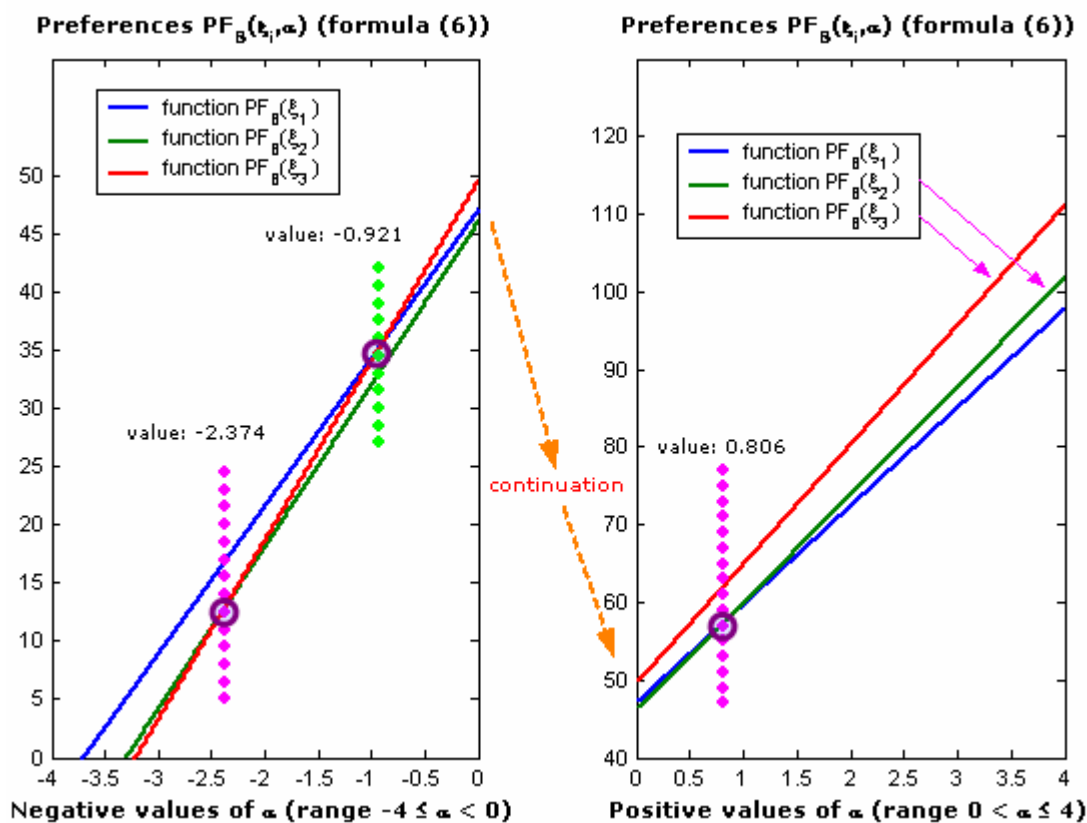 Preferences PF_B(ξ_i,α) (formula (6))
function PF_B(ξ_1)
function PF_B(ξ_2)
function PF_B(ξ_3)
value: -0.921
value: -2.374
50
45
40
35
30
25
20
15
10
5
0
-4 -3.5 -3 -2.5 -2 -1.5 -1 -0.5 0
Negative values of α (range -4 ≤ α < 0)
continuation
Preferences PF_B(ξ_i,α) (formula (6))
function PF_B(ξ_1)
function PF_B(ξ_2)
function PF_B(ξ_3)
value: 0.806
120
110
100
90
80
70
60
50
40
0 0.5 1 1.5 2 2.5 3 3.5 4
Positive values of α (range 0 < α ≤ 4)